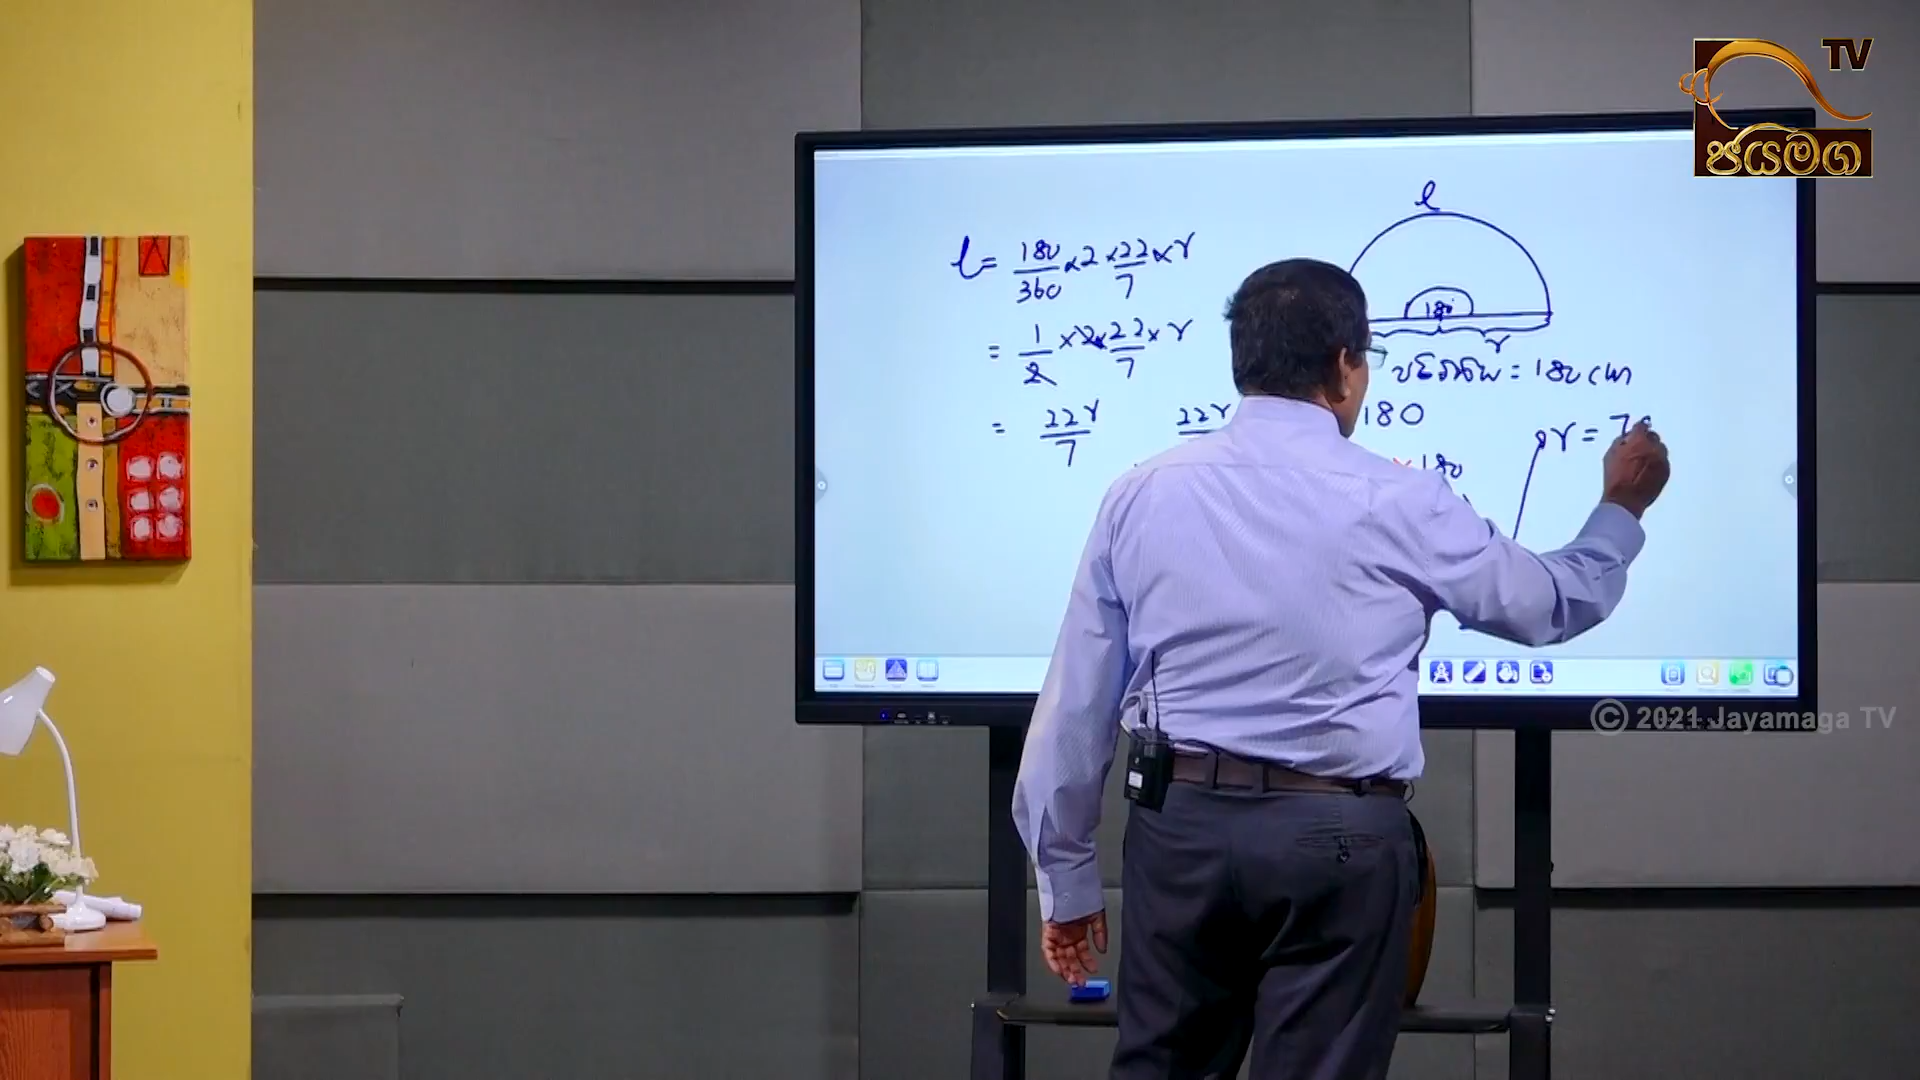 TV
ජයමග
l
l = 180/360 × 2 × 22/7 × r
180°
= 1/2 × 2 × 22/7 × r
r
පරිමිතිය = 180 cm
= 22r/7 22r 180
r = 7
× 180
© 2021 Jayamaga TV